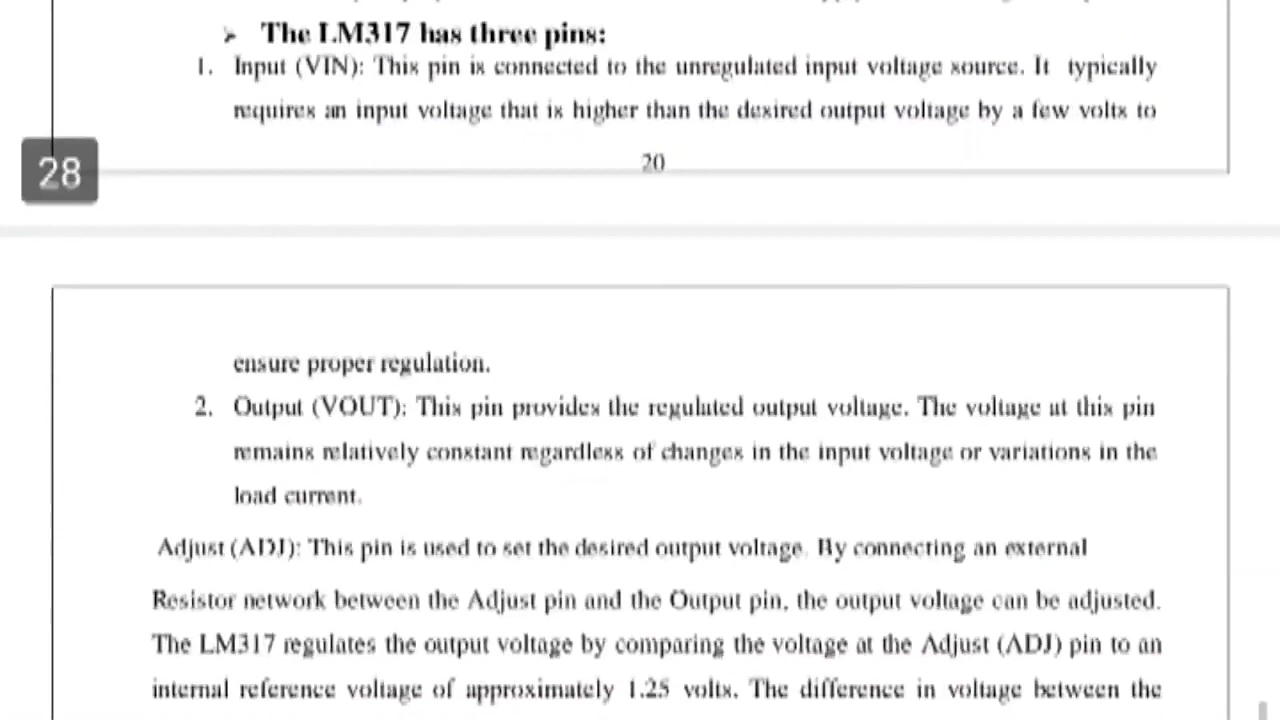 ➢ The LM317 has three pins:
1. Input (VIN): This pin is connected to the unregulated input voltage source. It typically
requires an input voltage that is higher than the desired output voltage by a few volts to
28
20
ensure proper regulation.
2. Output (VOUT): This pin provides the regulated output voltage. The voltage at this pin
remains relatively constant regardless of changes in the input voltage or variations in the
load current.
Adjust (ADJ): This pin is used to set the desired output voltage. By connecting an external
Resistor network between the Adjust pin and the Output pin, the output voltage can be adjusted.
The LM317 regulates the output voltage by comparing the voltage at the Adjust (ADJ) pin to an
internal reference voltage of approximately 1.25 volts. The difference in voltage between the